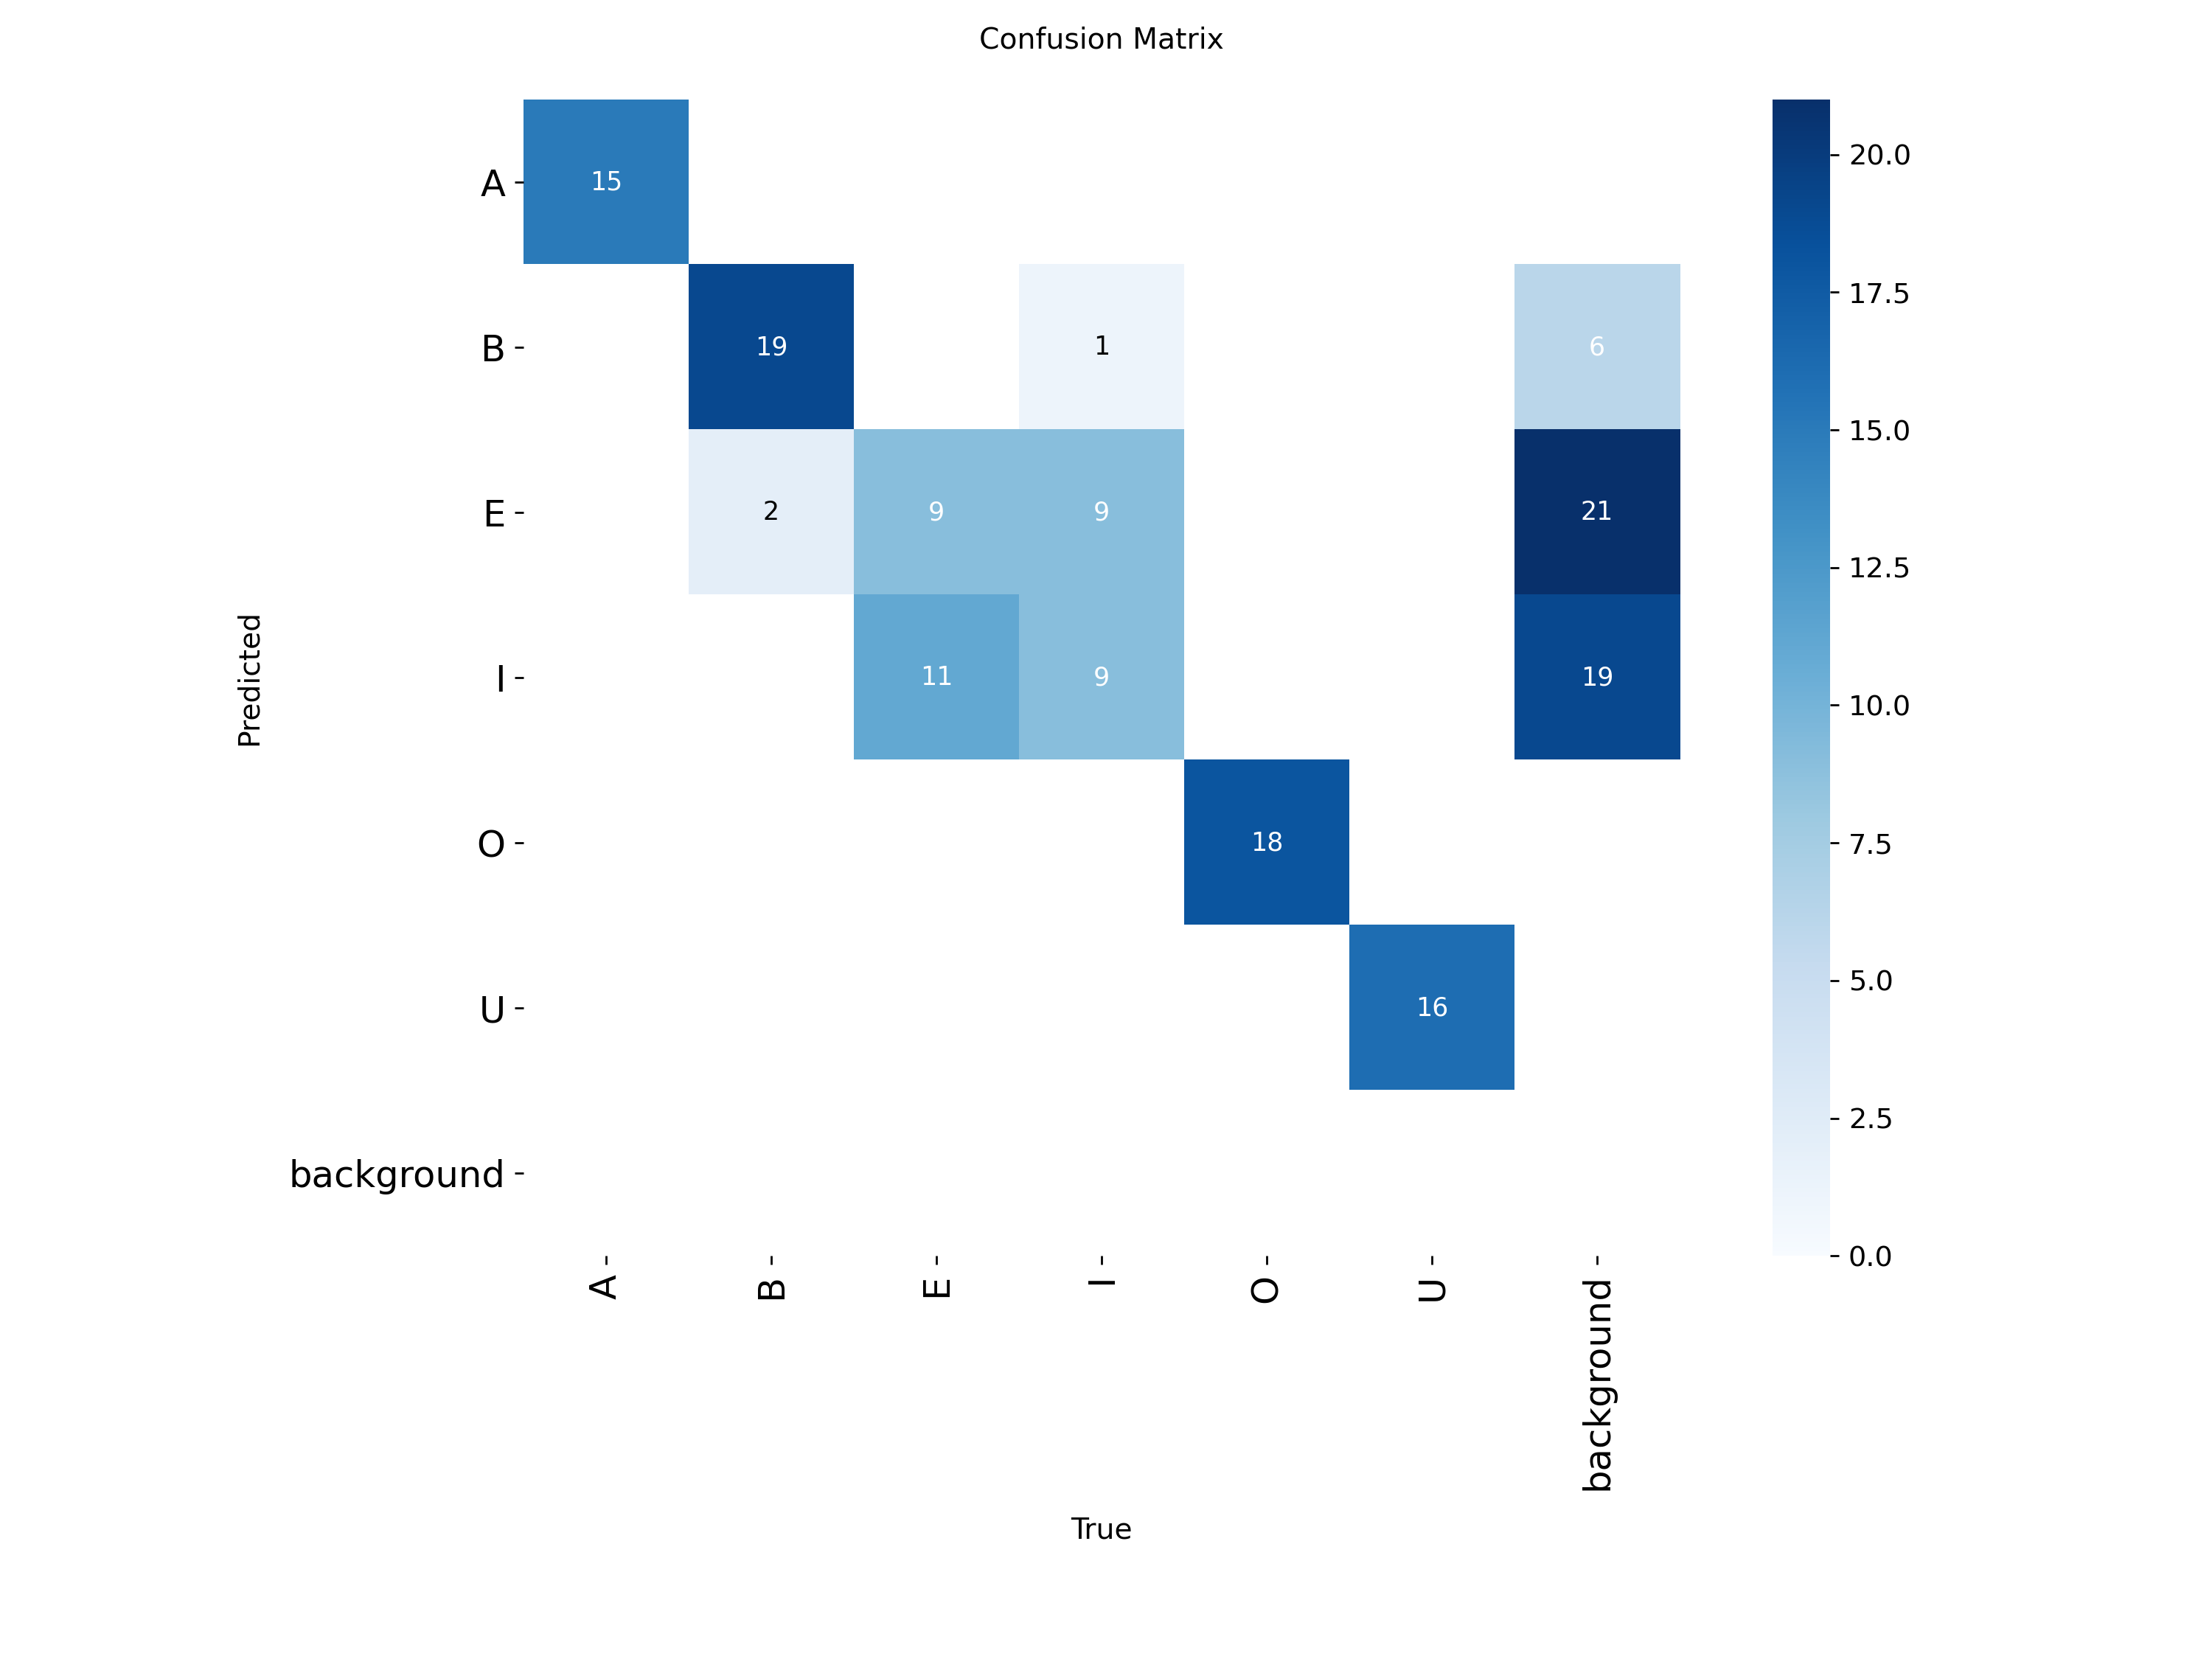 Confusion Matrix
A
15
B
19
1
6
E
2
9
9
21
I
11
9
19
O
18
U
16
background
A
B
E
I
O
U
background
Predicted
True
20.0
17.5
15.0
12.5
10.0
7.5
5.0
2.5
0.0